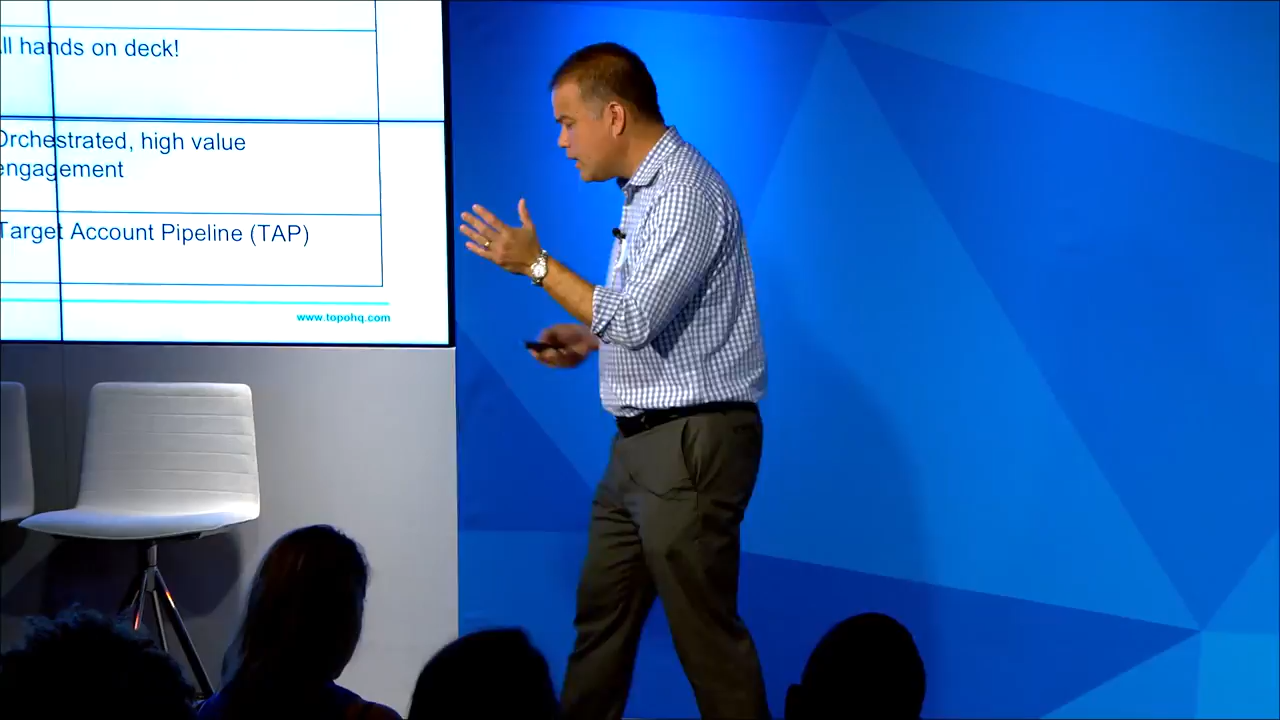 ll hands on deck!
Orchestrated, high value
engagement
Target Account Pipeline (TAP)
www.topohq.com